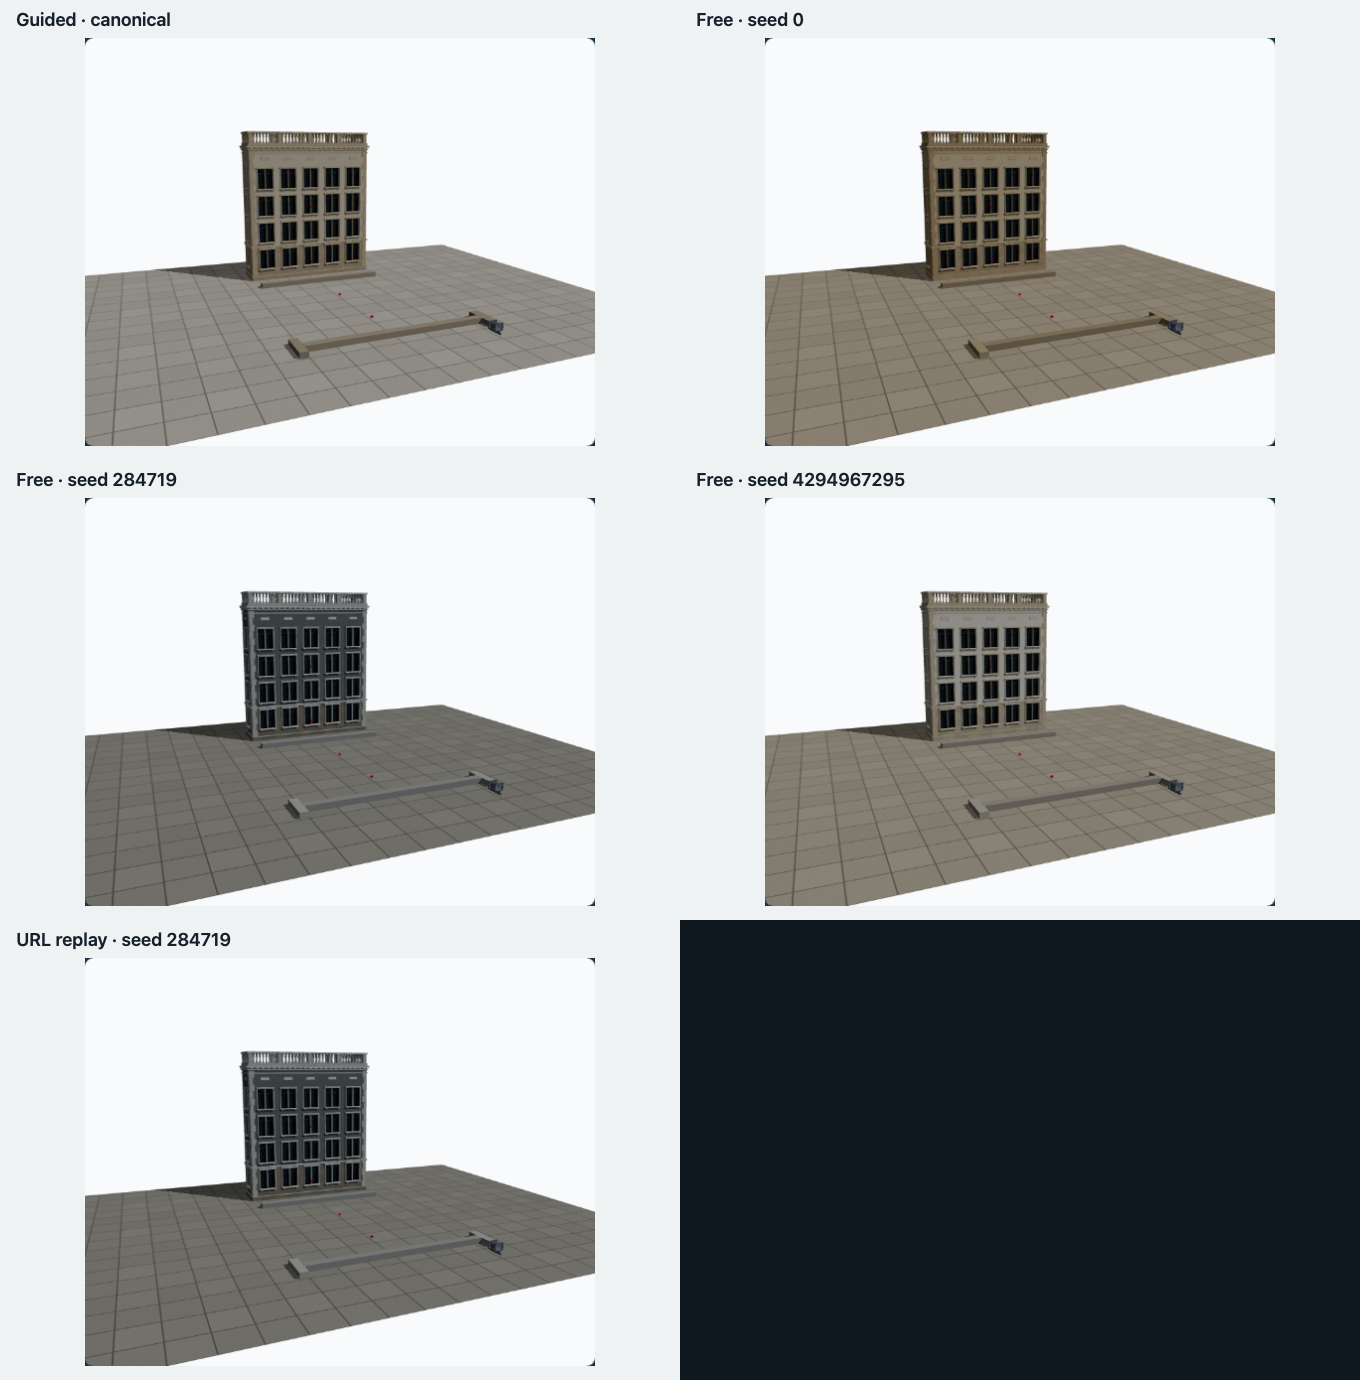 Guided · canonical
Free · seed 0
Free · seed 284719
Free · seed 4294967295
URL replay · seed 284719